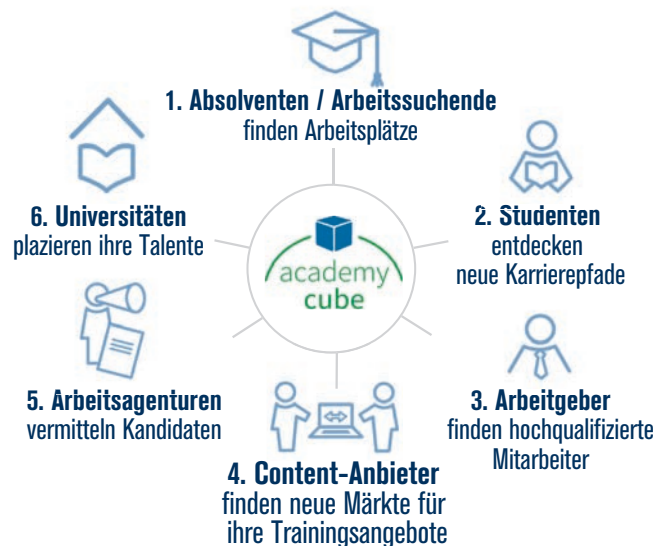 1. Absolventen / Arbeitssuchende
finden Arbeitsplätze
2. Studenten
entdecken
neue Karrierepfade
3. Arbeitgeber
finden hochqualifizierte
Mitarbeiter
4. Content-Anbieter
finden neue Märkte für
ihre Trainingsangebote
5. Arbeitsagenturen
vermitteln Kandidaten
6. Universitäten
plazieren ihre Talente
academy
cube